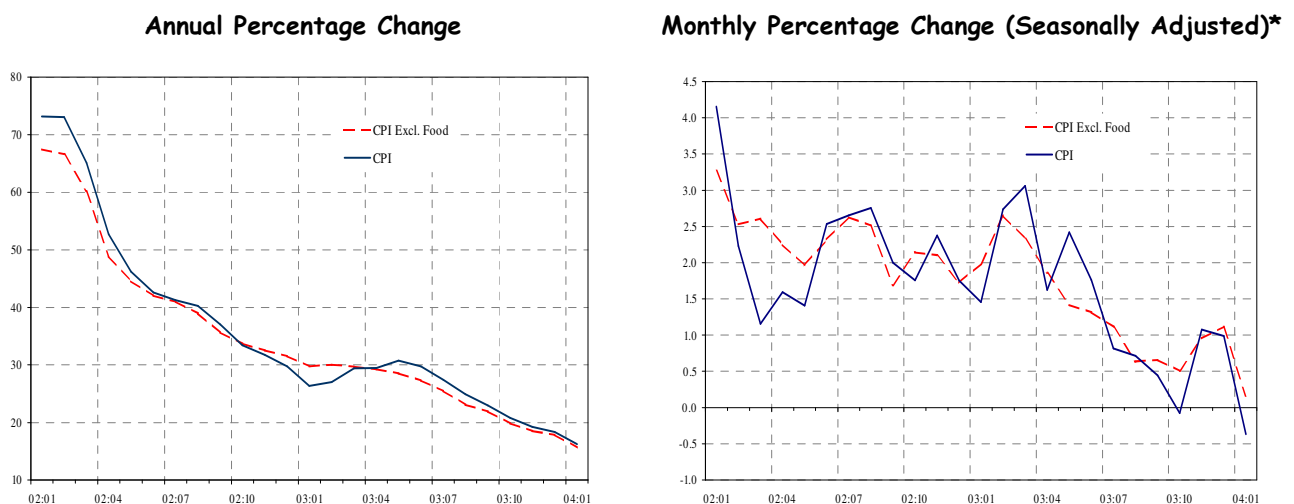 Annual Percentage Change
80
70
60
50
40
30
20
10
CPI Excl. Food
CPI
02:01 02:04 02:07 02:10 03:01 03:04 03:07 03:10 04:01
Monthly Percentage Change (Seasonally Adjusted)*
4.5
4.0
3.5
3.0
2.5
2.0
1.5
1.0
0.5
0.0
-0.5
-1.0
CPI Excl. Food
CPI
02:01 02:04 02:07 02:10 03:01 03:04 03:07 03:10 04:01